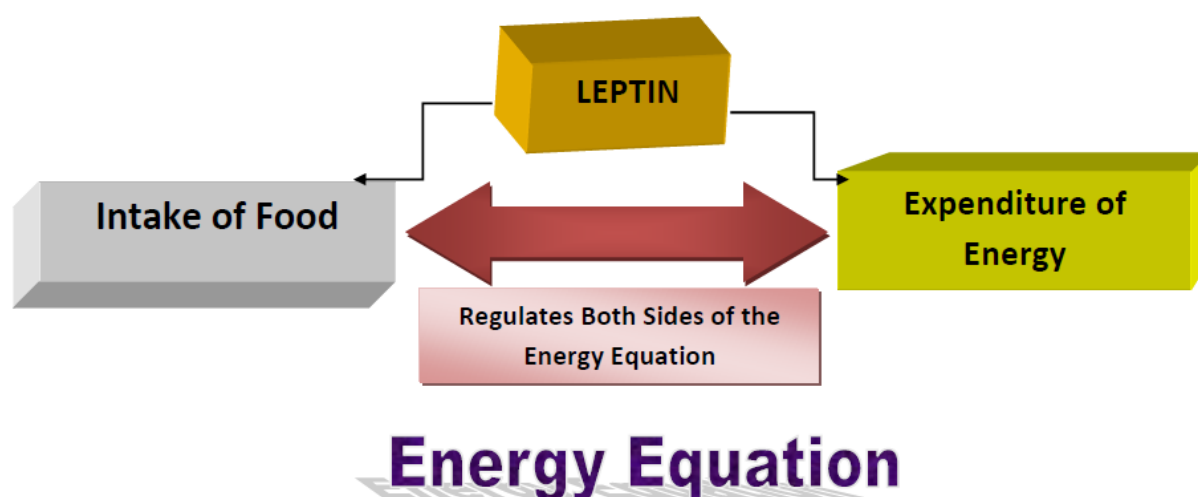 LEPTIN
Intake of Food
Expenditure of
Energy
Regulates Both Sides of the
Energy Equation
Energy Equation